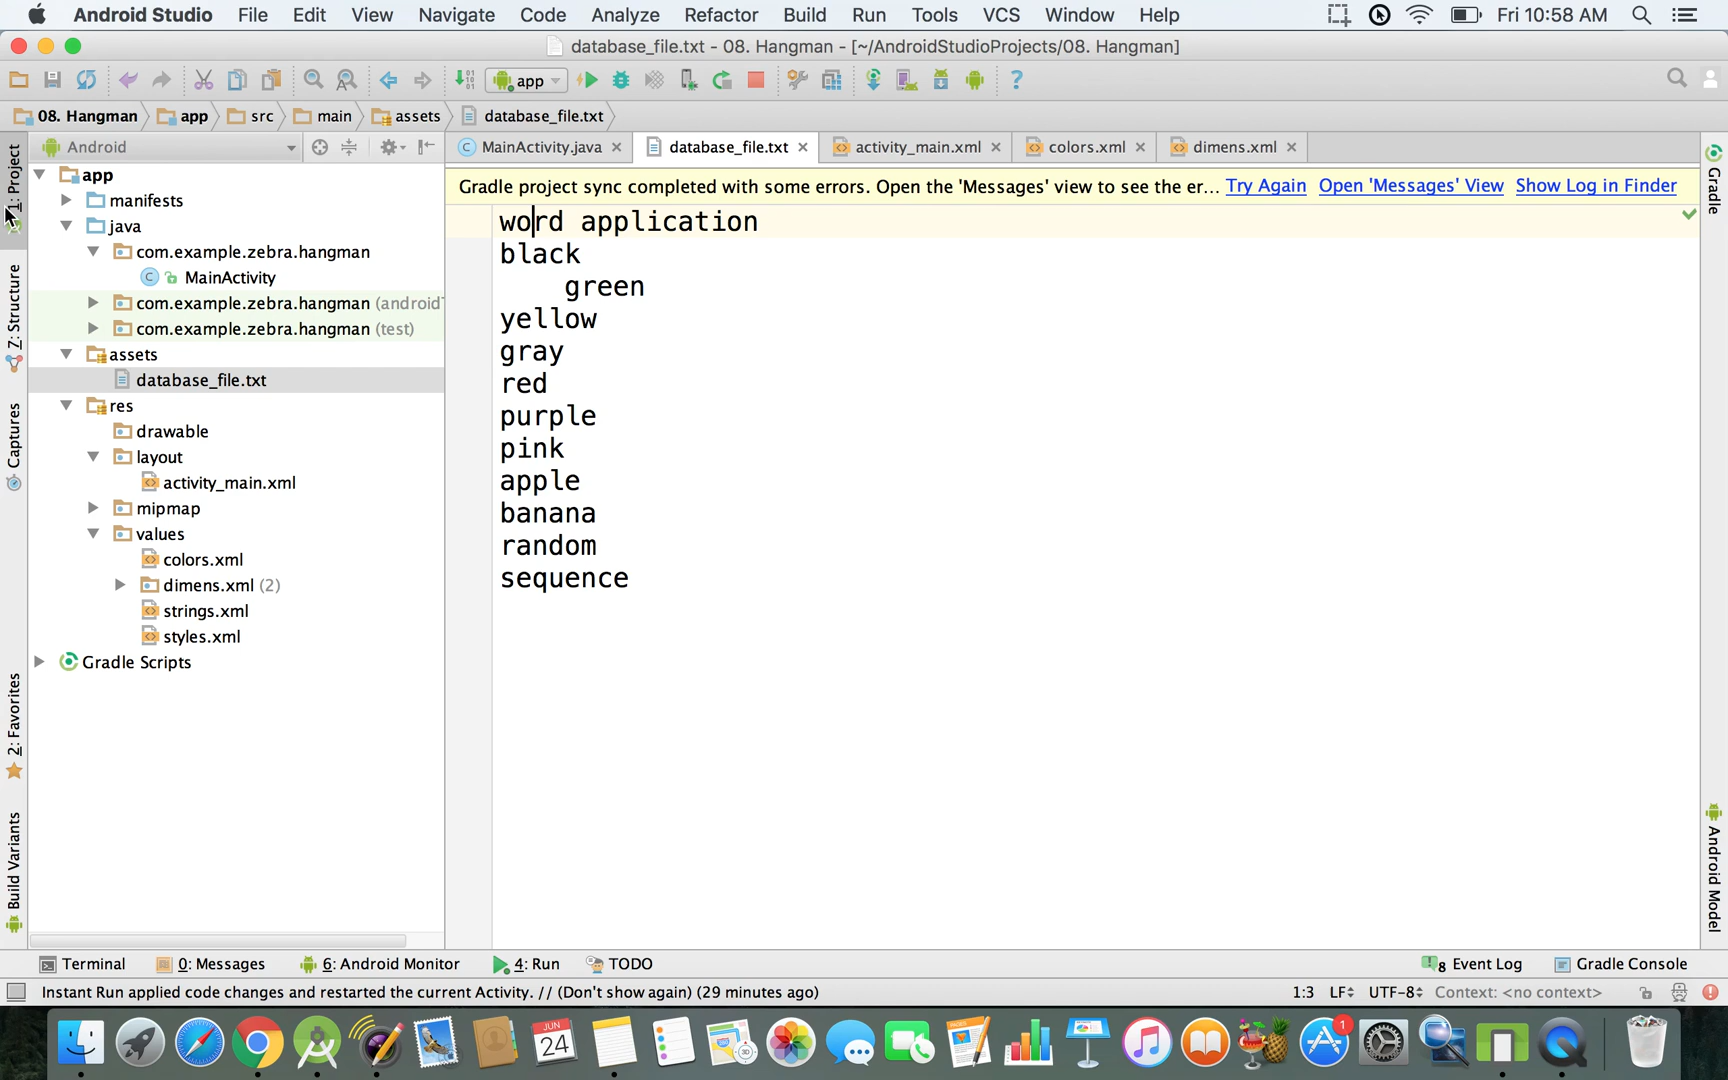 Android Studio File Edit View Navigate Code Analyze Refactor Build Run Tools VCS Window Help Fri 10:58 AM
database_file.txt - 08. Hangman - [~/AndroidStudioProjects/08. Hangman]
app
08. Hangman app src main assets database_file.txt
Android
MainActivity.java database_file.txt activity_main.xml colors.xml dimens.xml
Gradle project sync completed with some errors. Open the 'Messages' view to see the er... Try Again Open 'Messages' View Show Log in Finder
1: Project
Z: Structure
Captures
2: Favorites
Build Variants
app
manifests
java
com.example.zebra.hangman
MainActivity
com.example.zebra.hangman (androidT
com.example.zebra.hangman (test)
assets
database_file.txt
res
drawable
layout
activity_main.xml
mipmap
values
colors.xml
dimens.xml (2)
strings.xml
styles.xml
Gradle Scripts
word application
black
green
yellow
gray
red
purple
pink
apple
banana
random
sequence
Gradle
Android Model
Terminal 0: Messages 6: Android Monitor 4: Run TODO 8 Event Log Gradle Console
Instant Run applied code changes and restarted the current Activity. // (Don't show again) (29 minutes ago) 1:3 LF UTF-8 Context: <no context>
JUN
24
1